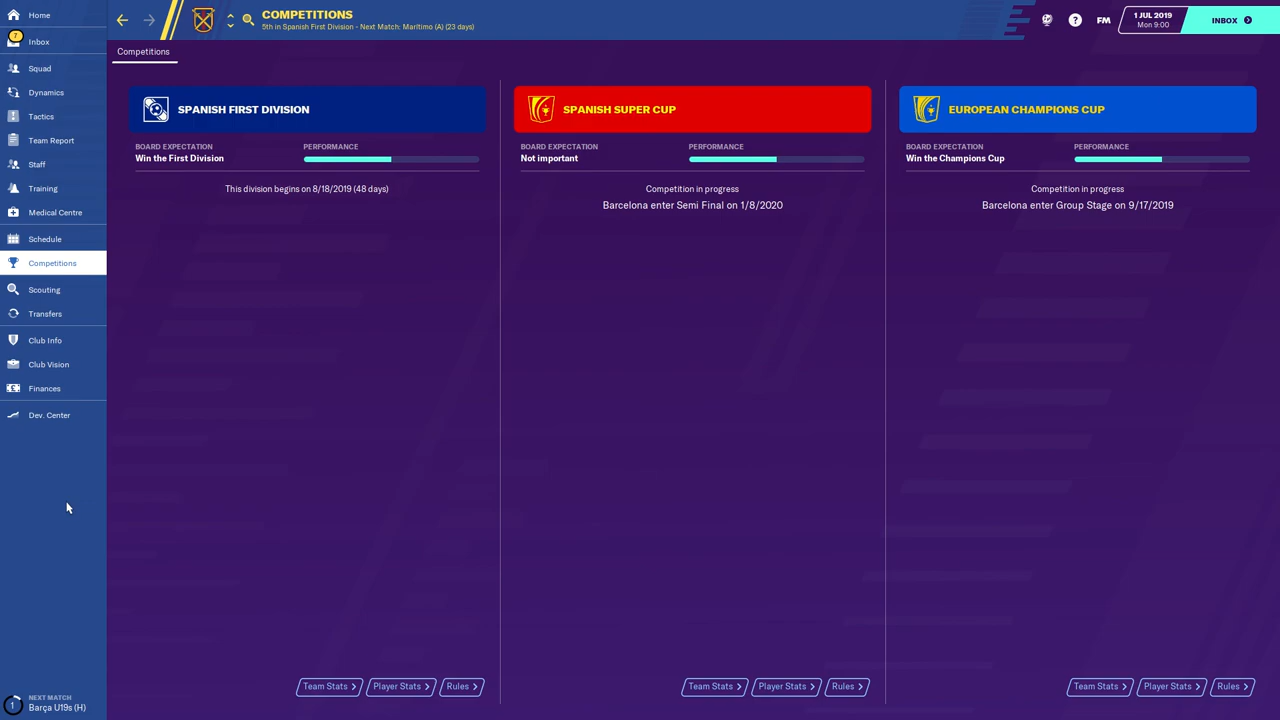 Home
7
Inbox
Squad
Dynamics
Tactics
Team Report
Staff
Training
Medical Centre
Schedule
Competitions
Scouting
Transfers
Club Info
Club Vision
Finances
Dev. Center
1
NEXT MATCH
Barça U19s (H)
COMPETITIONS
5th in Spanish First Division - Next Match: Marítimo (A) (23 days)
?
FM
1 JUL 2019
Mon 9:00
INBOX
Competitions
SPANISH FIRST DIVISION
BOARD EXPECTATION
PERFORMANCE
Win the First Division
This division begins on 8/18/2019 (48 days)
Team Stats
Player Stats
Rules
SPANISH SUPER CUP
BOARD EXPECTATION
PERFORMANCE
Not important
Competition in progress
Barcelona enter Semi Final on 1/8/2020
Team Stats
Player Stats
Rules
EUROPEAN CHAMPIONS CUP
BOARD EXPECTATION
PERFORMANCE
Win the Champions Cup
Competition in progress
Barcelona enter Group Stage on 9/17/2019
Team Stats
Player Stats
Rules